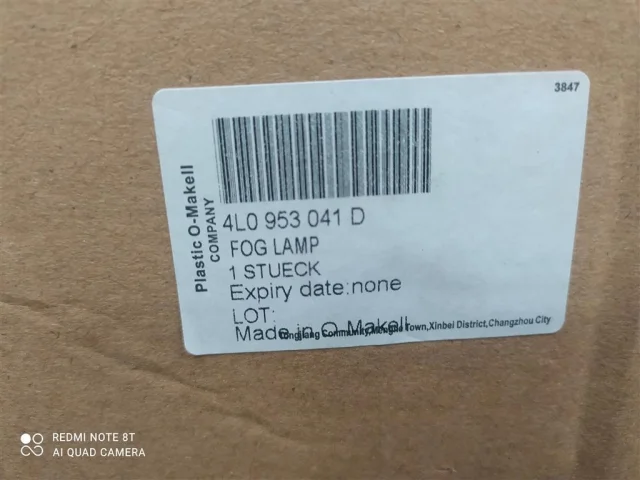 3847
Plastic O-Makell
COMPANY
4L0 953 041 D
FOG LAMP
1 STUECK
Expiry date:none
LOT:
Made in O-Makell
Community, Town,Xinbei District,Changzhou City
REDMI NOTE 8T
AI QUAD CAMERA